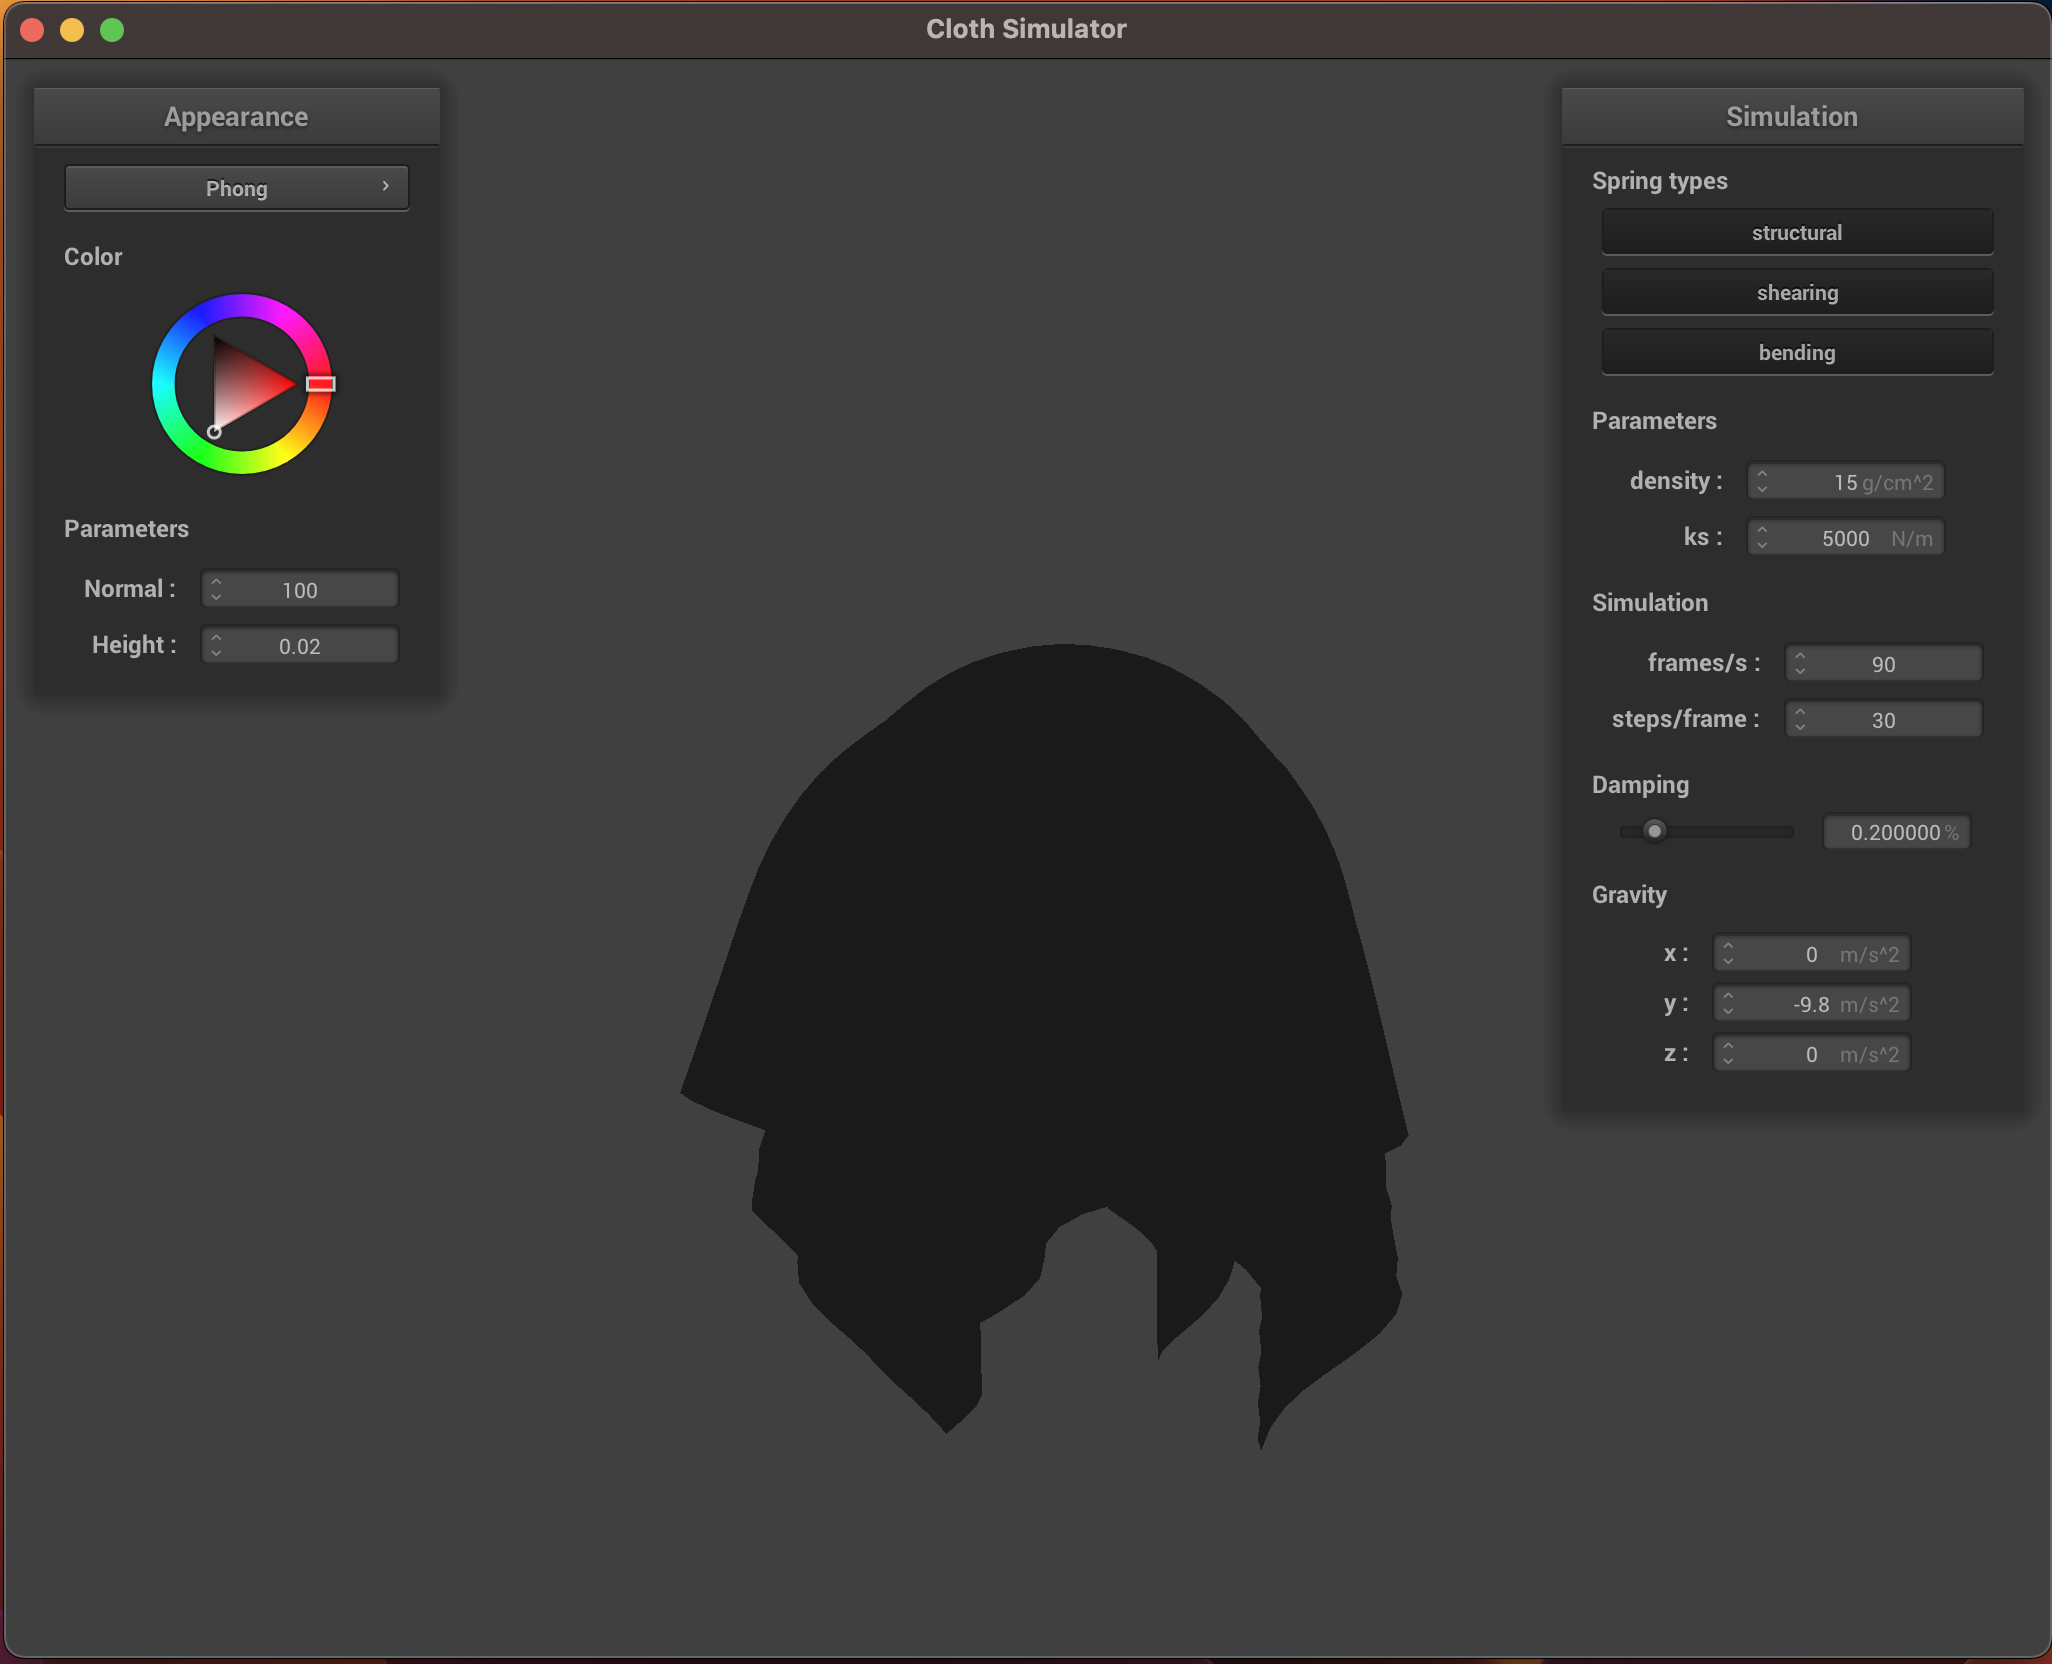 Cloth Simulator
Appearance
Phong
Color
Parameters
Normal : 100
Height : 0.02
Simulation
Spring types
structural
shearing
bending
Parameters
density : 15 g/cm^2
ks : 5000 N/m
Simulation
frames/s : 90
steps/frame : 30
Damping
0.200000 %
Gravity
x : 0 m/s^2
y : -9.8 m/s^2
z : 0 m/s^2